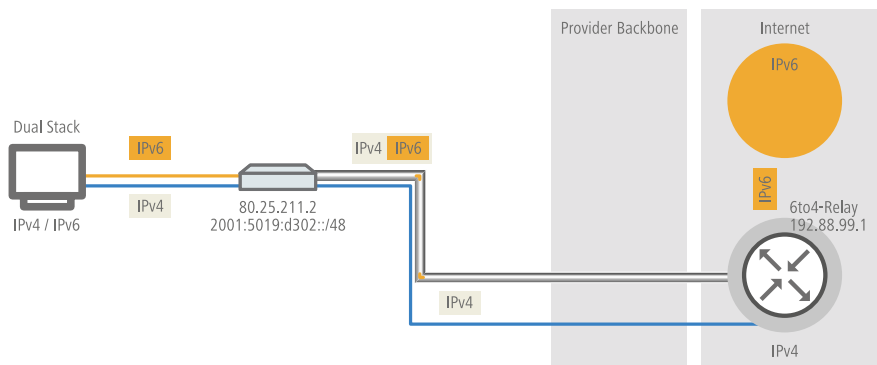 Provider Backbone
Internet
IPv6
Dual Stack
IPv6
IPv4 IPv6
IPv6
IPv4
IPv4 / IPv6
80.25.211.2
2001:5019:d302::/48
6to4-Relay
192.88.99.1
IPv4
IPv4